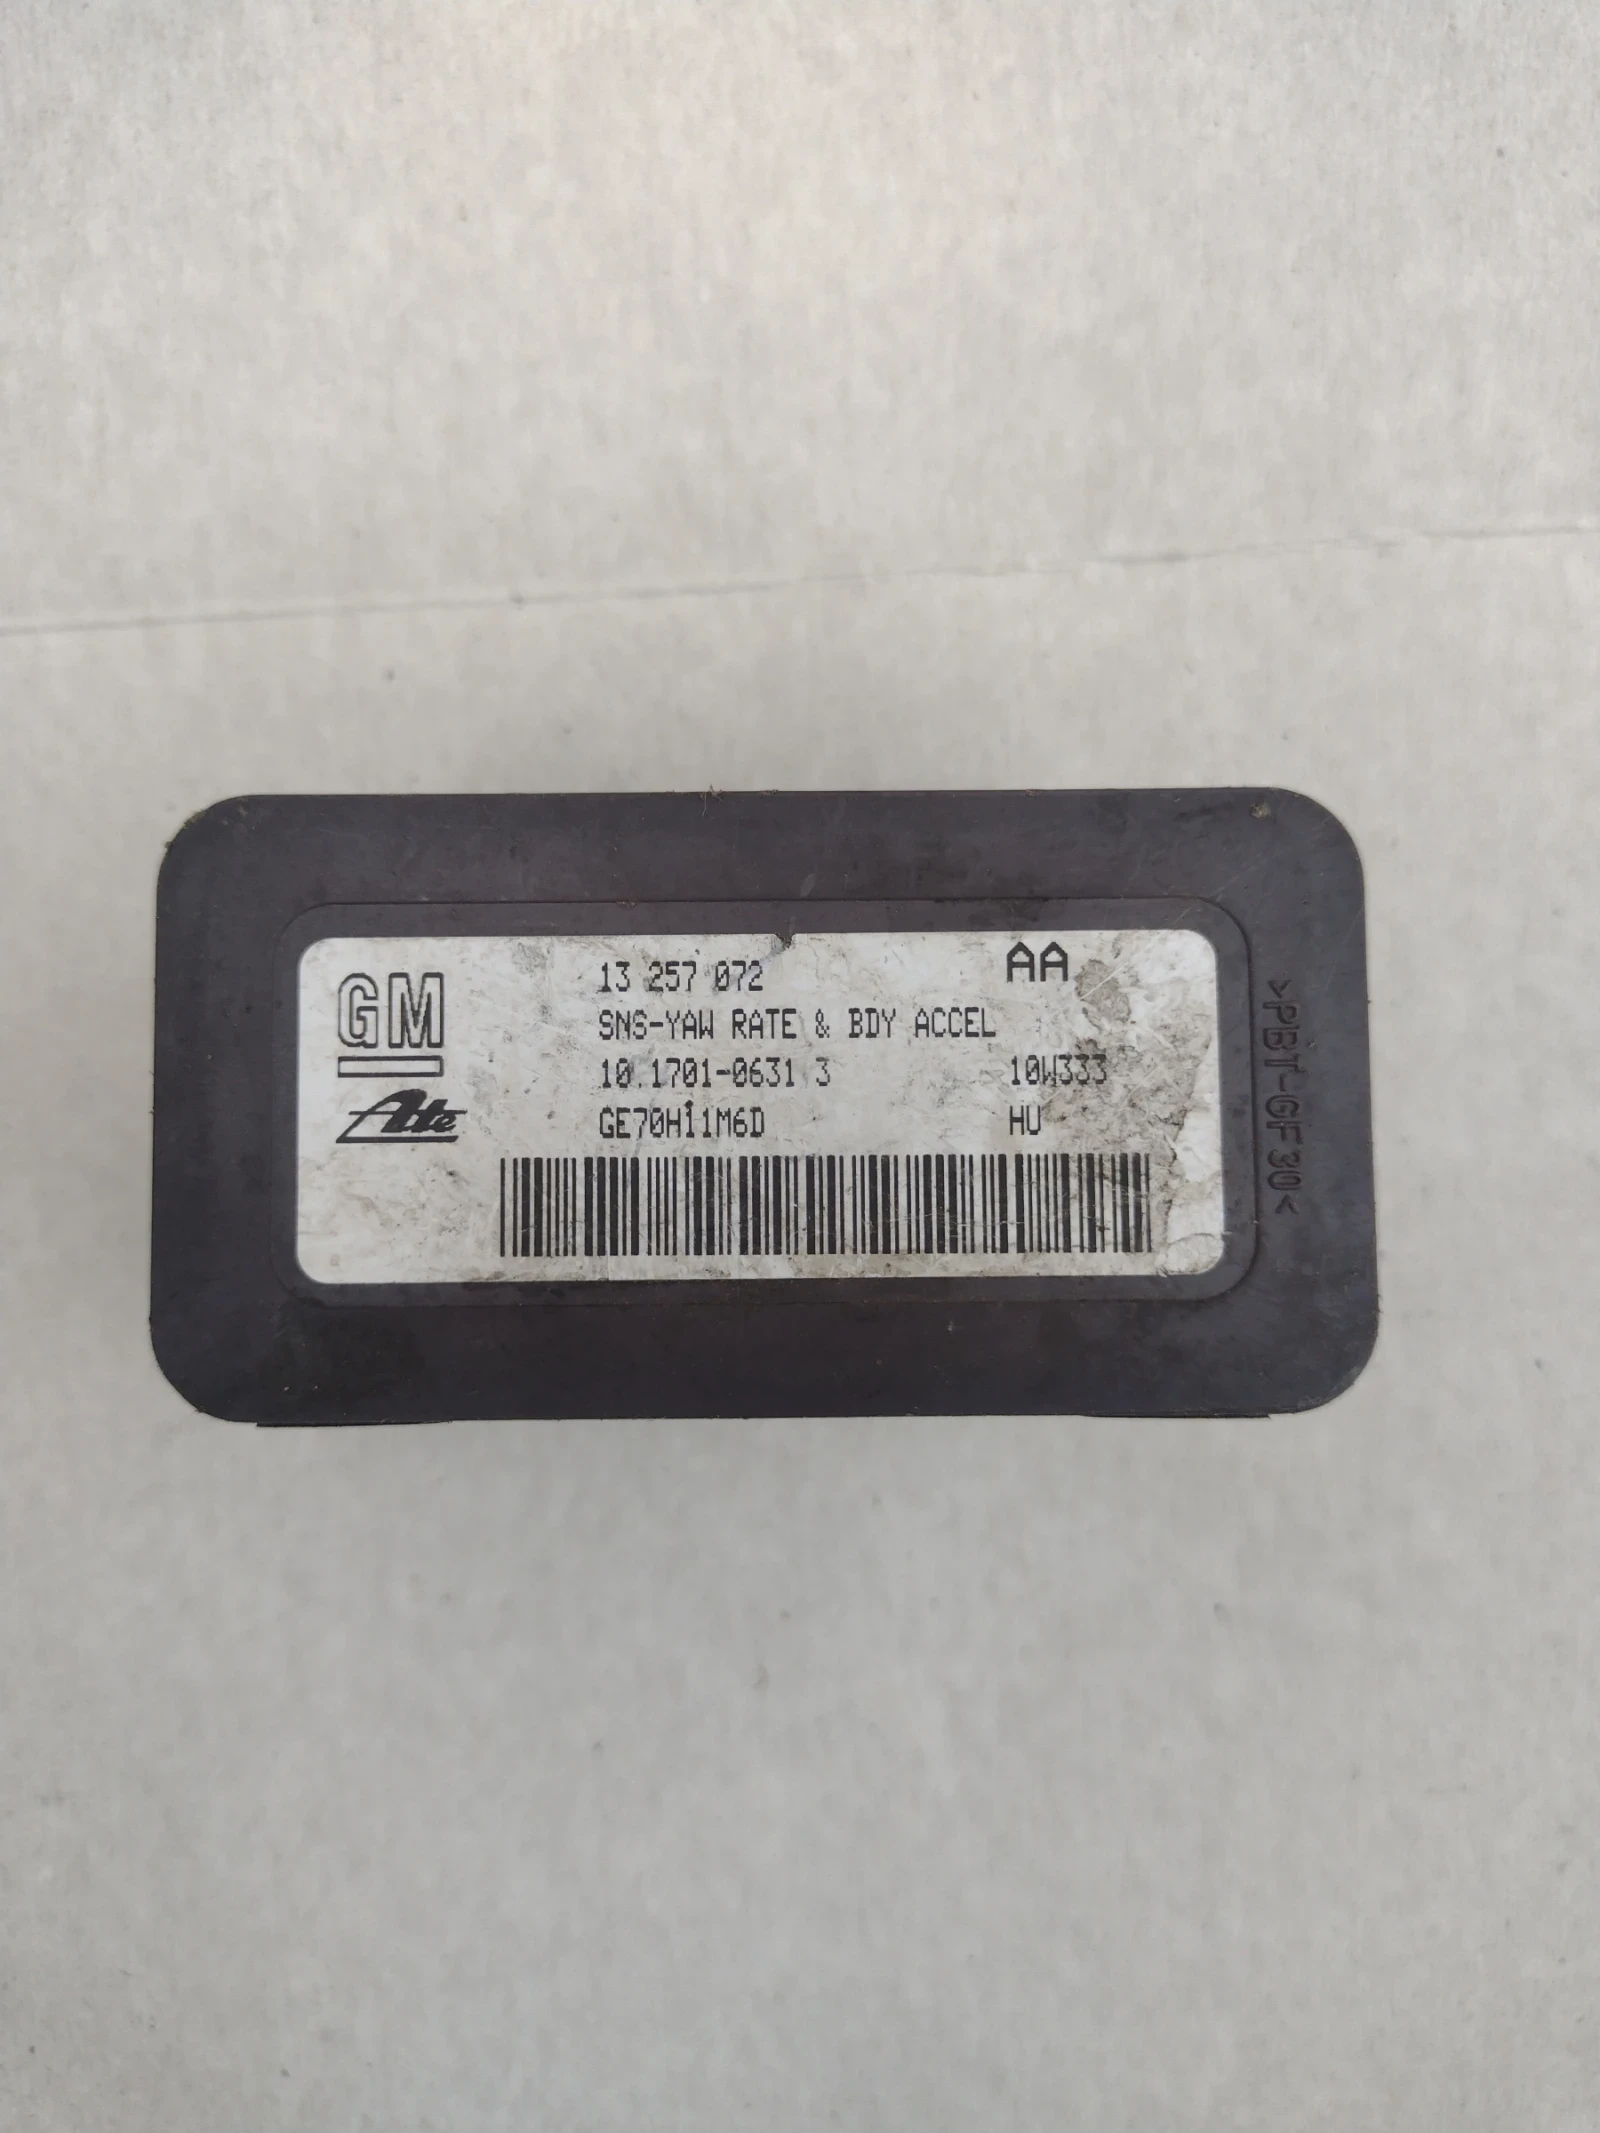 GM
Ate
13 257 072 AA
SNS-YAW RATE & BDY ACCEL
10.1701-0631 3 10W333
GE70H11M6D HU
>PBT-GF30<